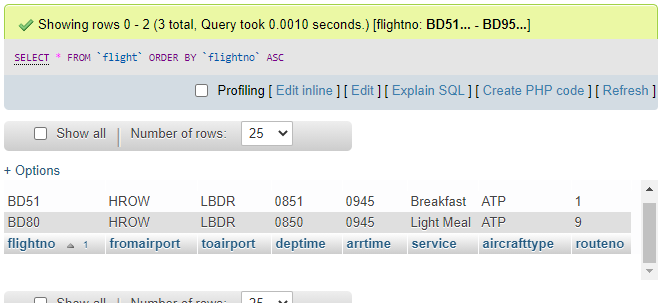 Showing rows 0 - 2 (3 total, Query took 0.0010 seconds.) [flightno: BD51... - BD95...]
SELECT * FROM `flight` ORDER BY `flightno` ASC
Profiling [ Edit inline ] [ Edit ] [ Explain SQL ] [ Create PHP code ] [ Refresh ]
Show all | Number of rows: 25
+ Options
BD51 HROW LBDR 0851 0945 Breakfast ATP 1
BD80 HROW LBDR 0850 0945 Light Meal ATP 9
flightno 1 fromairport toairport deptime arrtime service aircrafttype routeno
Show all | Number of rows: 25